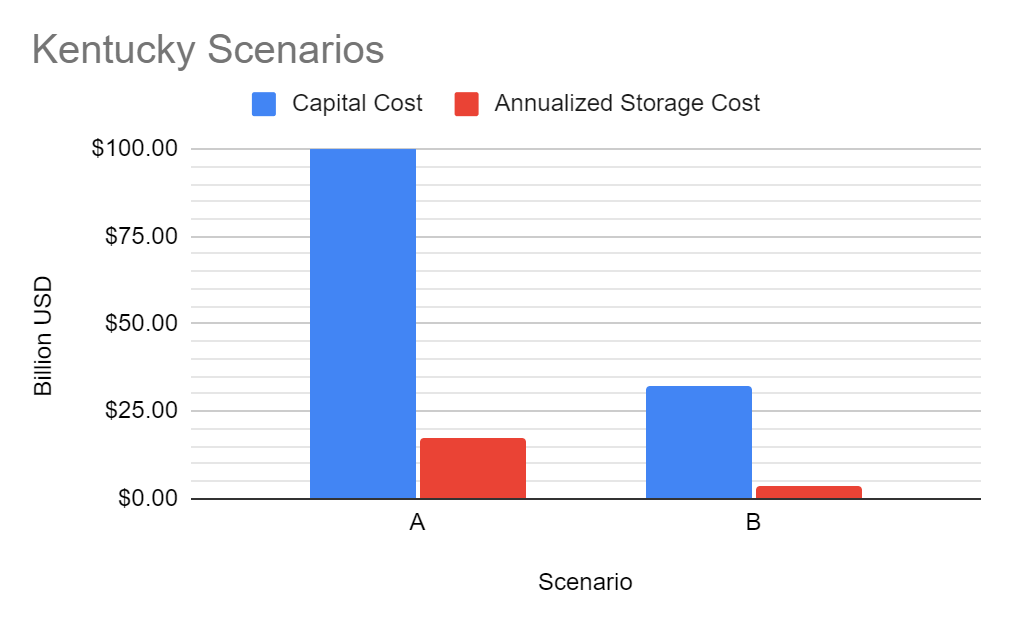 Kentucky Scenarios
Capital Cost
Annualized Storage Cost
$100.00
$75.00
$50.00
$25.00
$0.00
Billion USD
A
B
Scenario